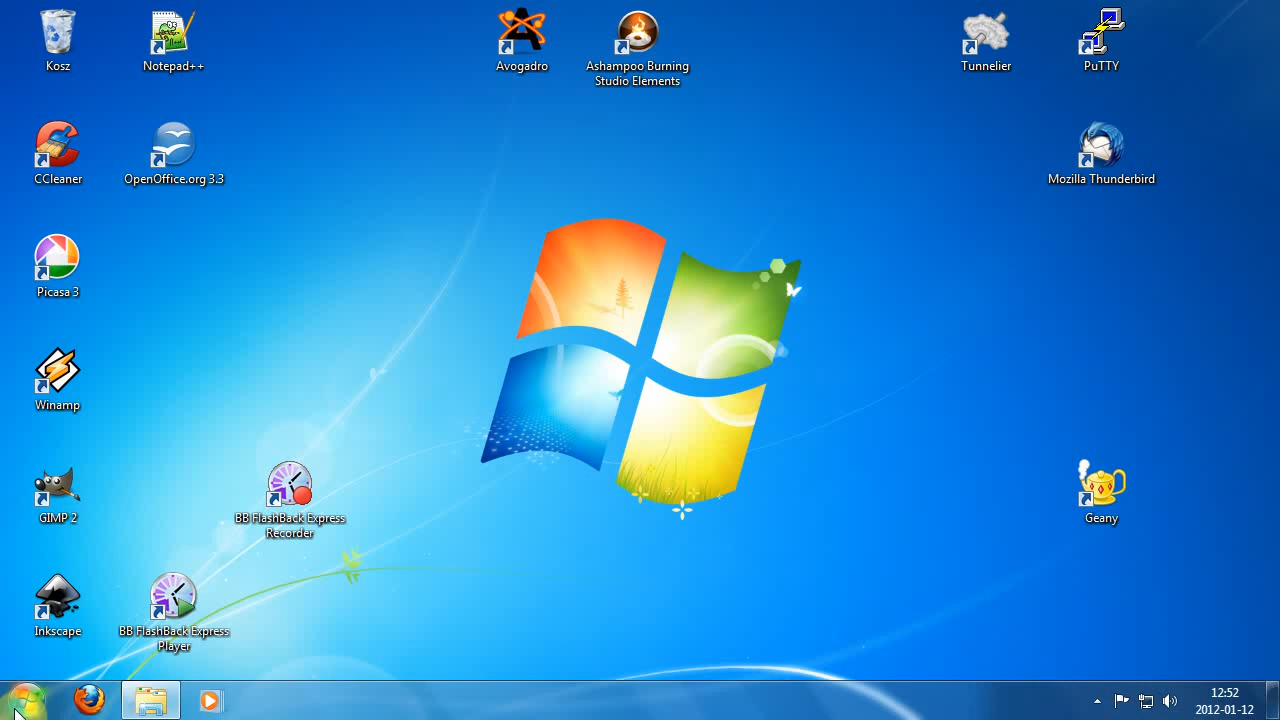 Kosz
Notepad++
Avogadro
Ashampoo Burning
Studio Elements
Tunnelier
PuTTY
CCleaner
OpenOffice.org 3.3
Mozilla Thunderbird
Picasa 3
Winamp
GIMP 2
BB FlashBack Express
Recorder
Geany
Inkscape
BB FlashBack Express
Player
12:52
2012-01-12